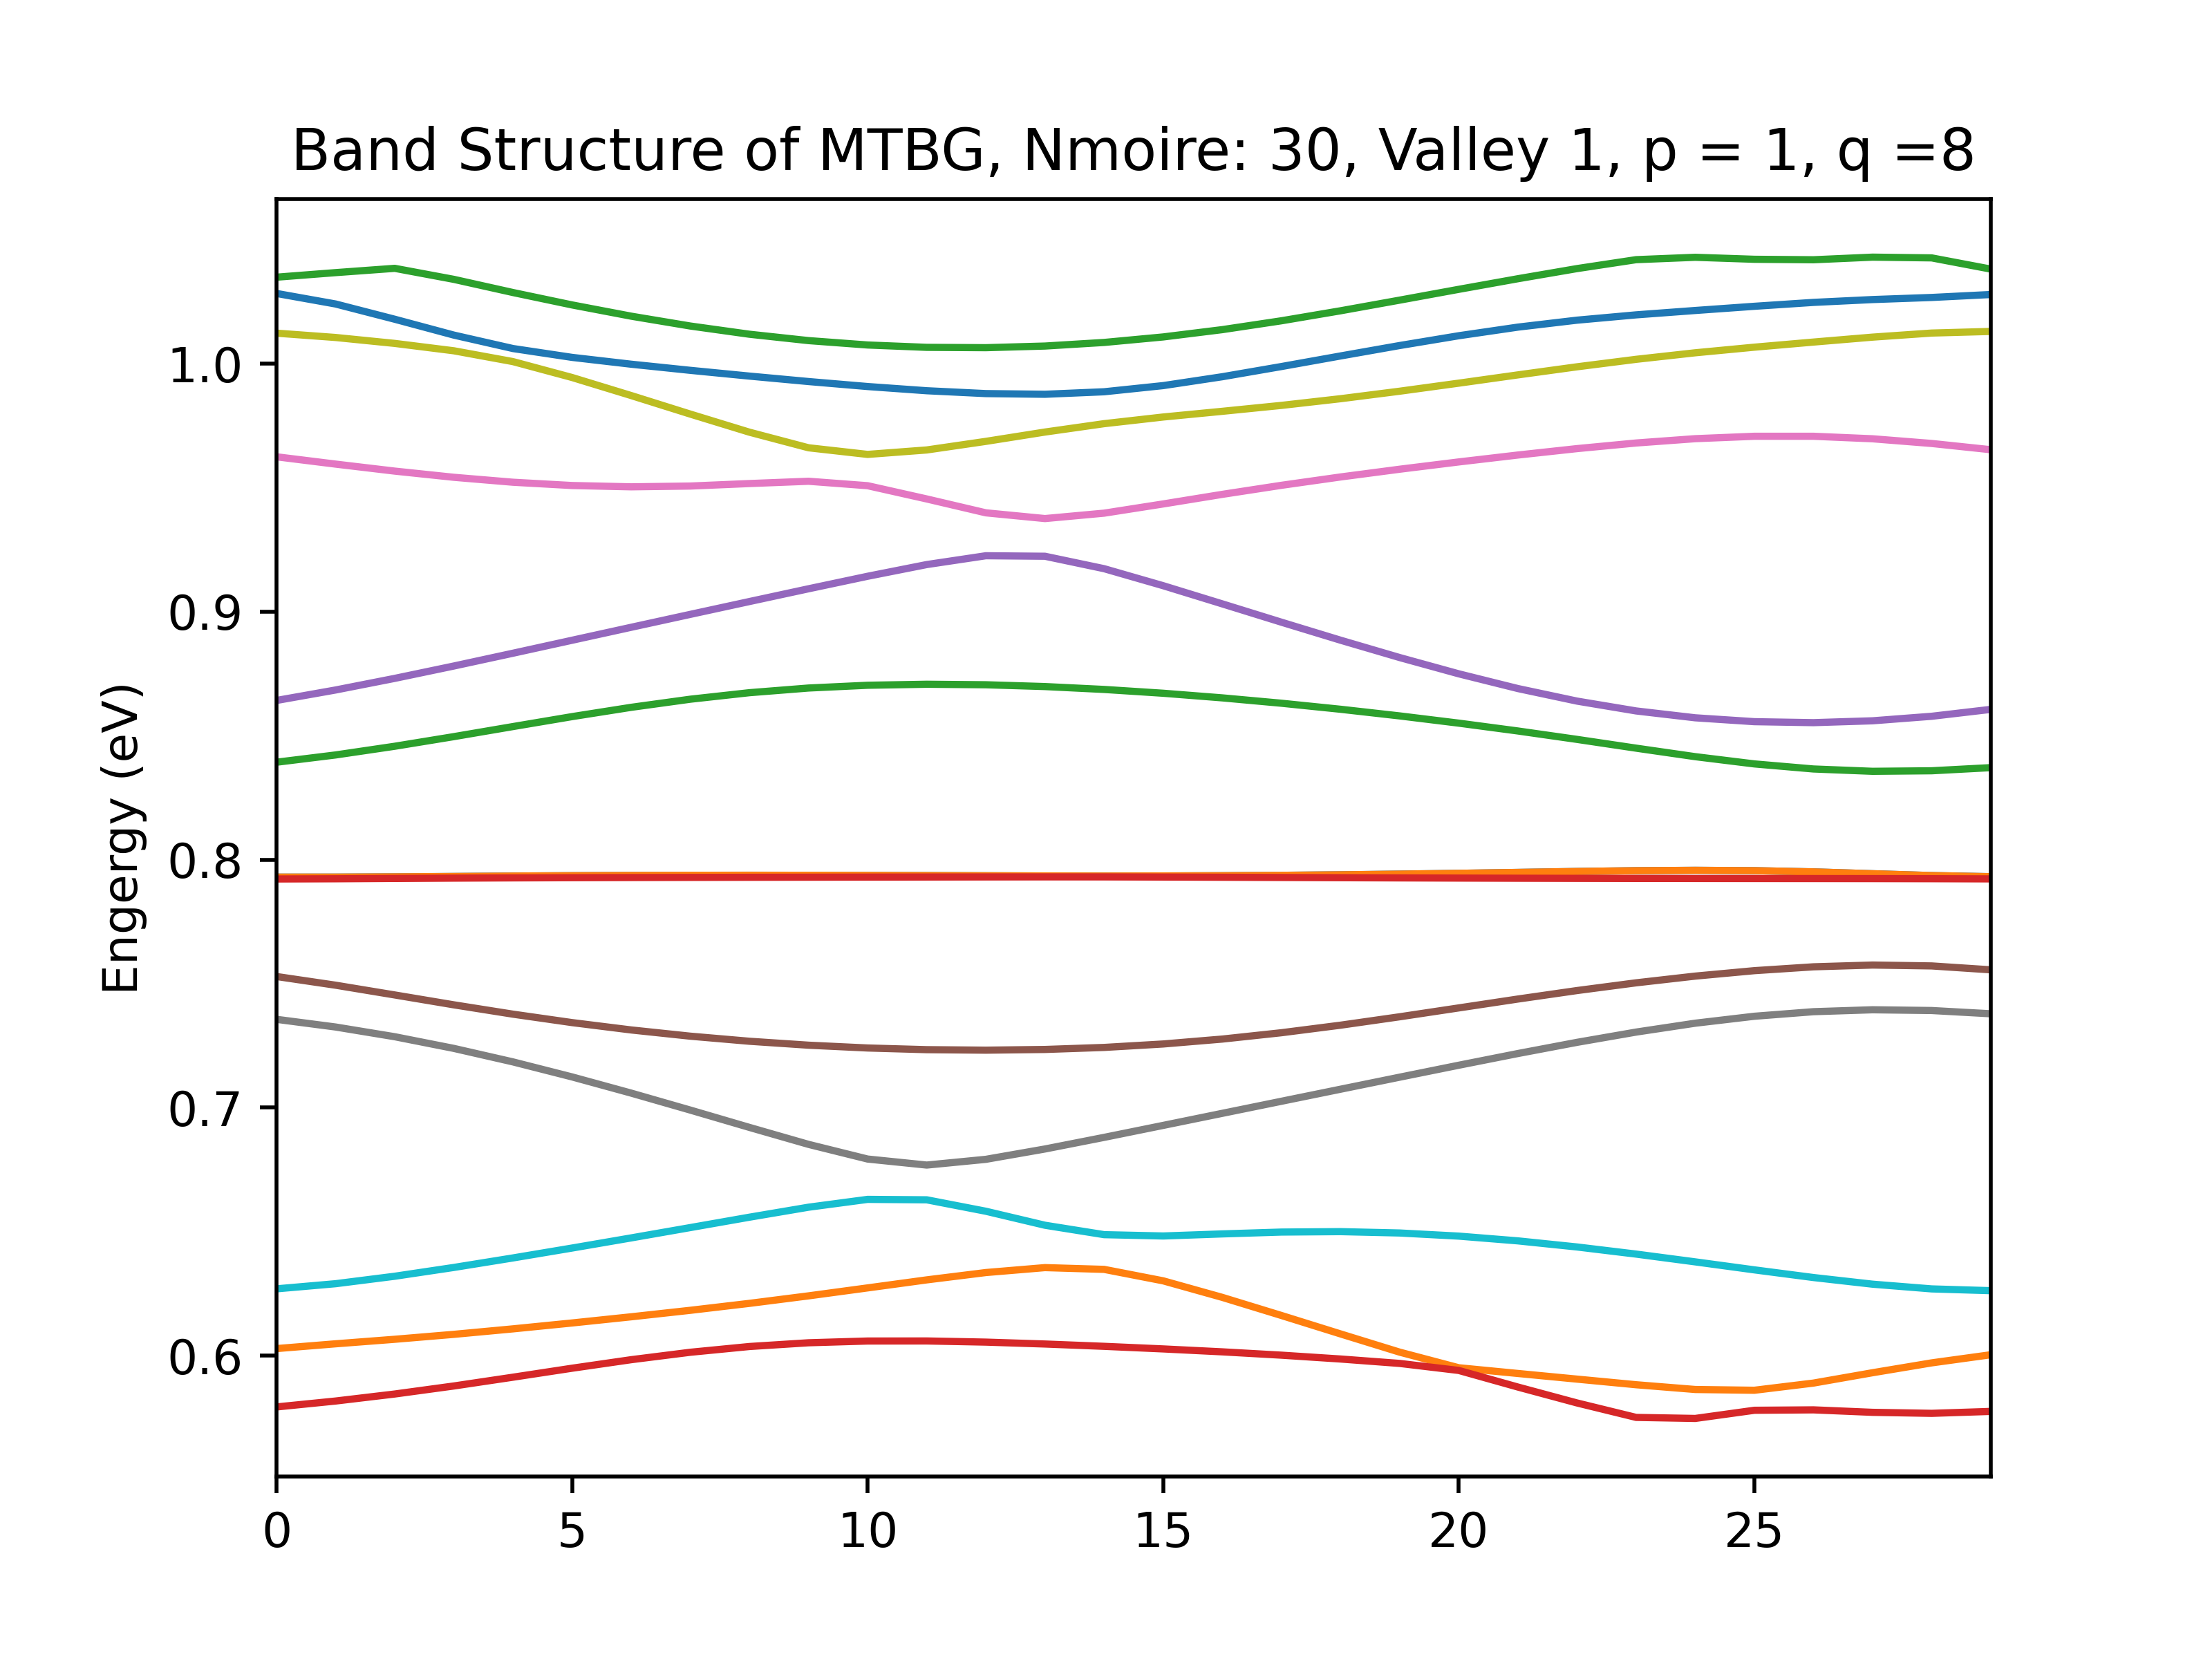 Band Structure of MTBG, Nmoire: 30, Valley 1, p = 1, q =8
Engergy (eV)
1.0
0.9
0.8
0.7
0.6
0 5 10 15 20 25